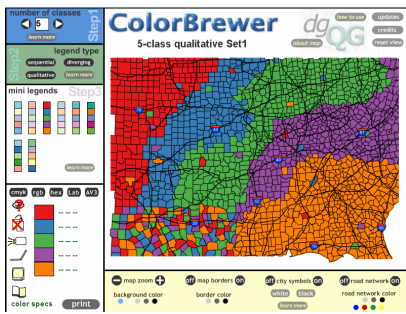 number of classes
5
learn more
Step1
Step2
legend type
sequential
diverging
qualitative
learn more
mini legends
Step3
learn more
cmyk
rgb
hex
Lab
AV3
color specs
print
ColorBrewer
5-class qualitative Set1
dg
QG
how to use
updates
credits
about map
reset view
map zoom
background color
off map borders on
border color
off city symbols on
white
black
learn more
off road network on
road network color